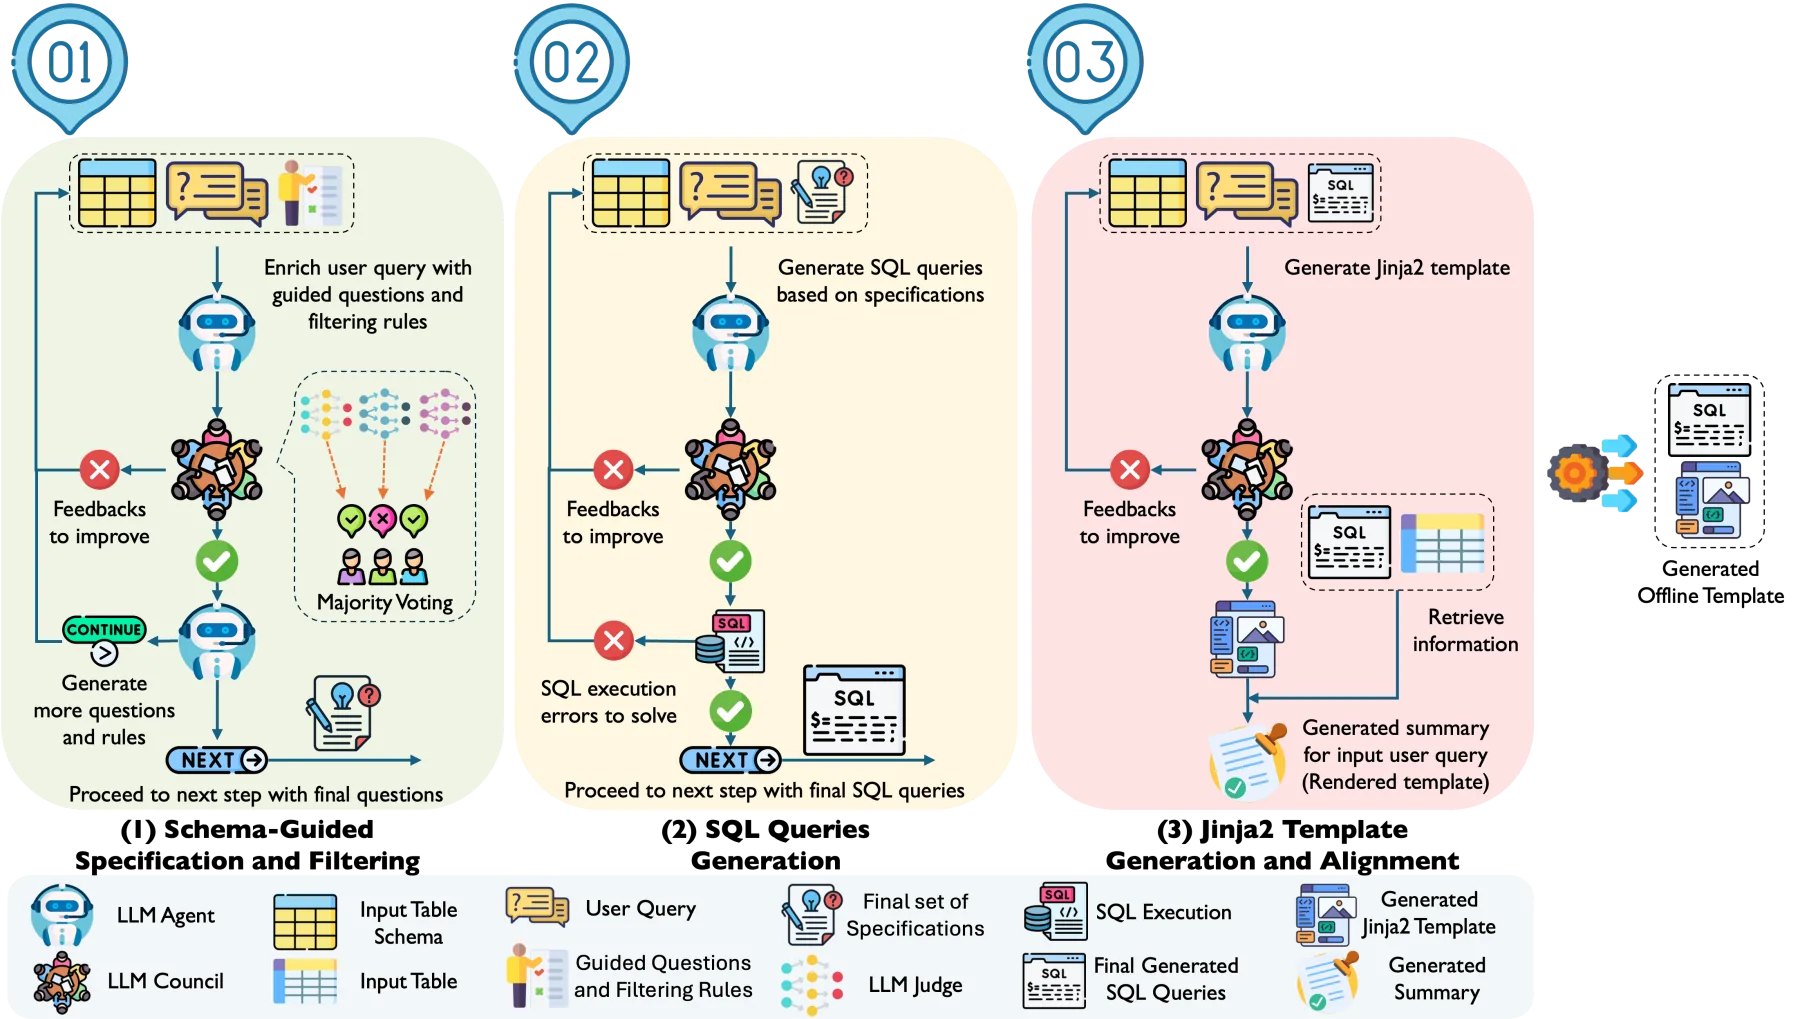 01
02
03
Enrich user query with
guided questions and
filtering rules
Feedbacks
to improve
Majority Voting
CONTINUE
Generate
more questions
and rules
NEXT
Proceed to next step with final questions
(1) Schema-Guided
Specification and Filtering
Generate SQL queries
based on specifications
Feedbacks
to improve
SQL
SQL execution
errors to solve
SQL
$=
NEXT
Proceed to next step with final SQL queries
(2) SQL Queries
Generation
SQL
$=
Generate Jinja2 template
Feedbacks
to improve
SQL
$=
Retrieve
information
Generated summary
for input user query
(Rendered template)
(3) Jinja2 Template
Generation and Alignment
SQL
$=
Generated
Offline Template
LLM Agent
Input Table
Schema
User Query
Final set of
Specifications
SQL
SQL Execution
Generated
Jinja2 Template
LLM Council
Input Table
Guided Questions
and Filtering Rules
LLM Judge
SQL
$=
Final Generated
SQL Queries
Generated
Summary